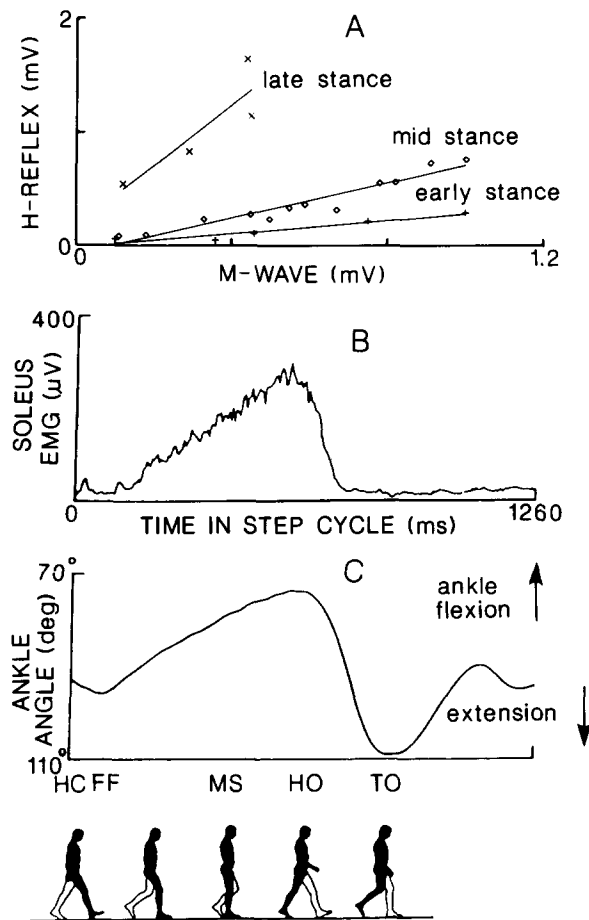 A
2
H-REFLEX (mV)
late stance
mid stance
early stance
0
M-WAVE (mV)
1.2
B
400
SOLEUS
EMG (μV)
0
TIME IN STEP CYCLE (ms)
1260
C
70°
ankle
flexion
ANKLE
ANGLE (deg)
extension
110°
HC FF MS HO TO